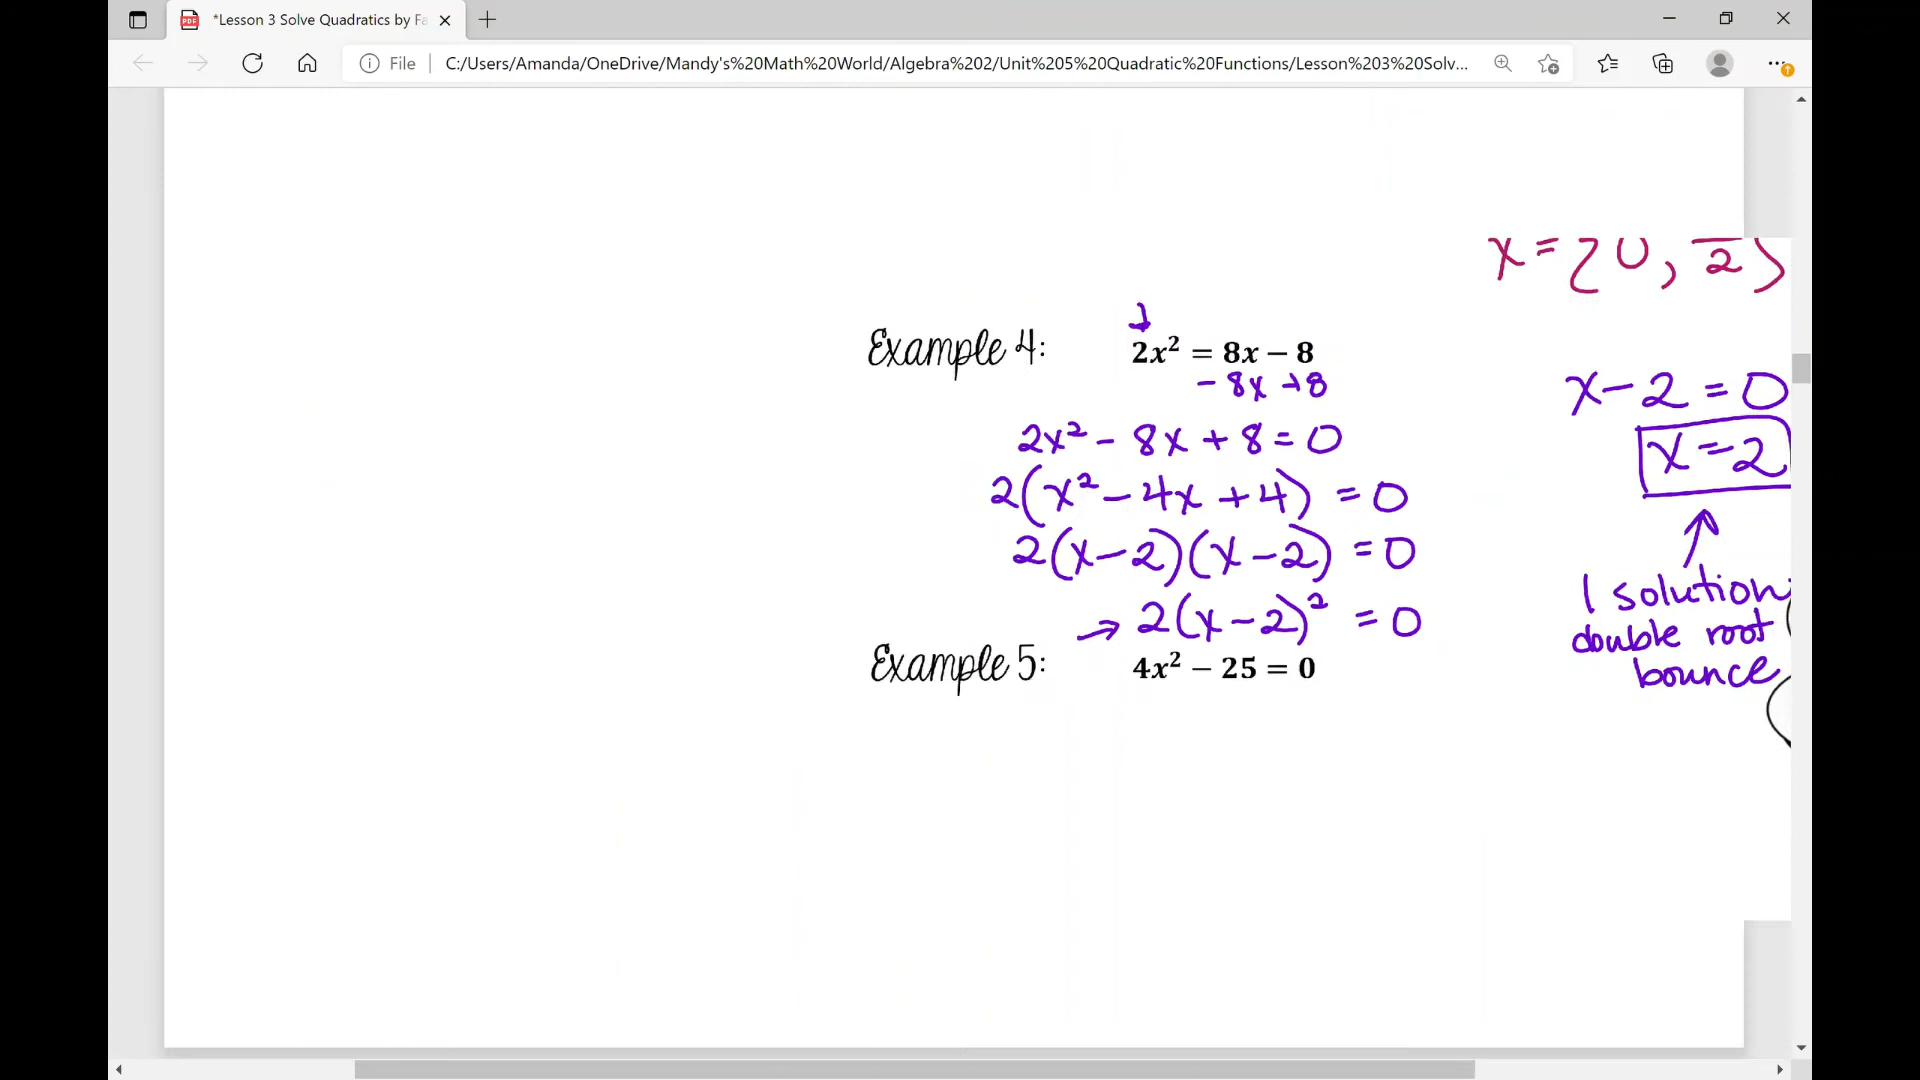 *Lesson 3 Solve Quadratics by Fa
File C:/Users/Amanda/OneDrive/Mandy's%20Math%20World/Algebra%202/Unit%205%20Quadratic%20Functions/Lesson%203%20Solv...
x = {0, 2}
Example 4: 2x² = 8x − 8
− 8x + 8
2x² − 8x + 8 = 0
2(x² − 4x + 4) = 0
2(x − 2)(x − 2) = 0
→ 2(x − 2)² = 0
x − 2 = 0
x = 2
1 solution
double root
bounce
Example 5: 4x² − 25 = 0